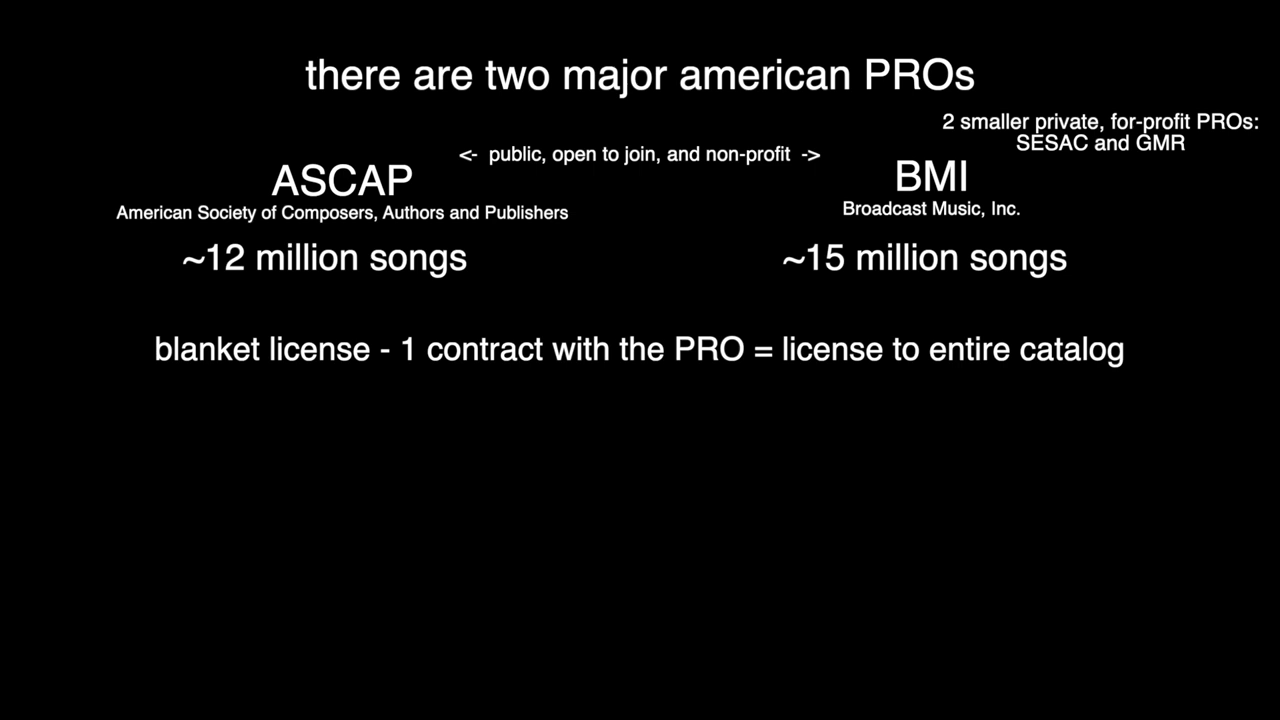 there are two major american PROs
2 smaller private, for-profit PROs:
SESAC and GMR
<- public, open to join, and non-profit ->
ASCAP
American Society of Composers, Authors and Publishers
~12 million songs
BMI
Broadcast Music, Inc.
~15 million songs
blanket license - 1 contract with the PRO = license to entire catalog